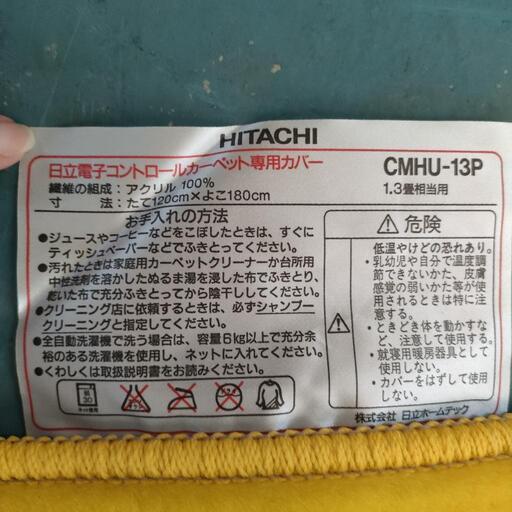 HITACHI
日立電子コントロールカーペット専用カバー
CMHU-13P
繊維の組成：アクリル 100%
1.3畳相当用
寸　法：たて120cm×よこ180cm
お手入れの方法
●ジュースやコーヒーなどをこぼしたときは、すぐに
ティッシュペーパーなどでふきとってください。
●汚れたときは家庭用カーペットクリーナーか台所用
中性洗剤を溶かしたぬるま湯を浸した布でふきとり、
乾いた布で充分ふきとってから陰干ししてください。
●クリーニング店に依頼するときは、必ずシャンプー
クリーニングと指定してください。
●全自動洗濯機で洗う場合は、容量6kg以上で充分余
裕のある洗濯機を使用し、ネットに入れてください。
●くわしくは取扱説明書をお読みください。
⚠危険
低温やけどの恐れあり。
・乳幼児や自分で温度調
節できないかた、皮膚
感覚の弱いかた等が使
用されるときは特に注
意する。
・ときどき体を動かすな
ど、注意して使用する。
・就寝用暖房器具として
使用しない。
・カバーをはずして使用
しない。
弱
30
ネット使用
株式会社 日立ホームテック